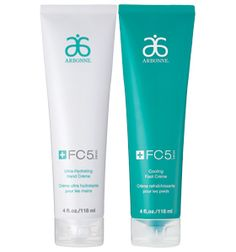 ARBONNE
+FC5
Ultra-Hydrating
Hand Crème
Crème ultra hydratante
pour les mains
4 fl.oz./118 ml
ARBONNE
+FC5
Cooling
Foot Crème
Crème rafraîchissante
pour les pieds
4 fl.oz./118 ml